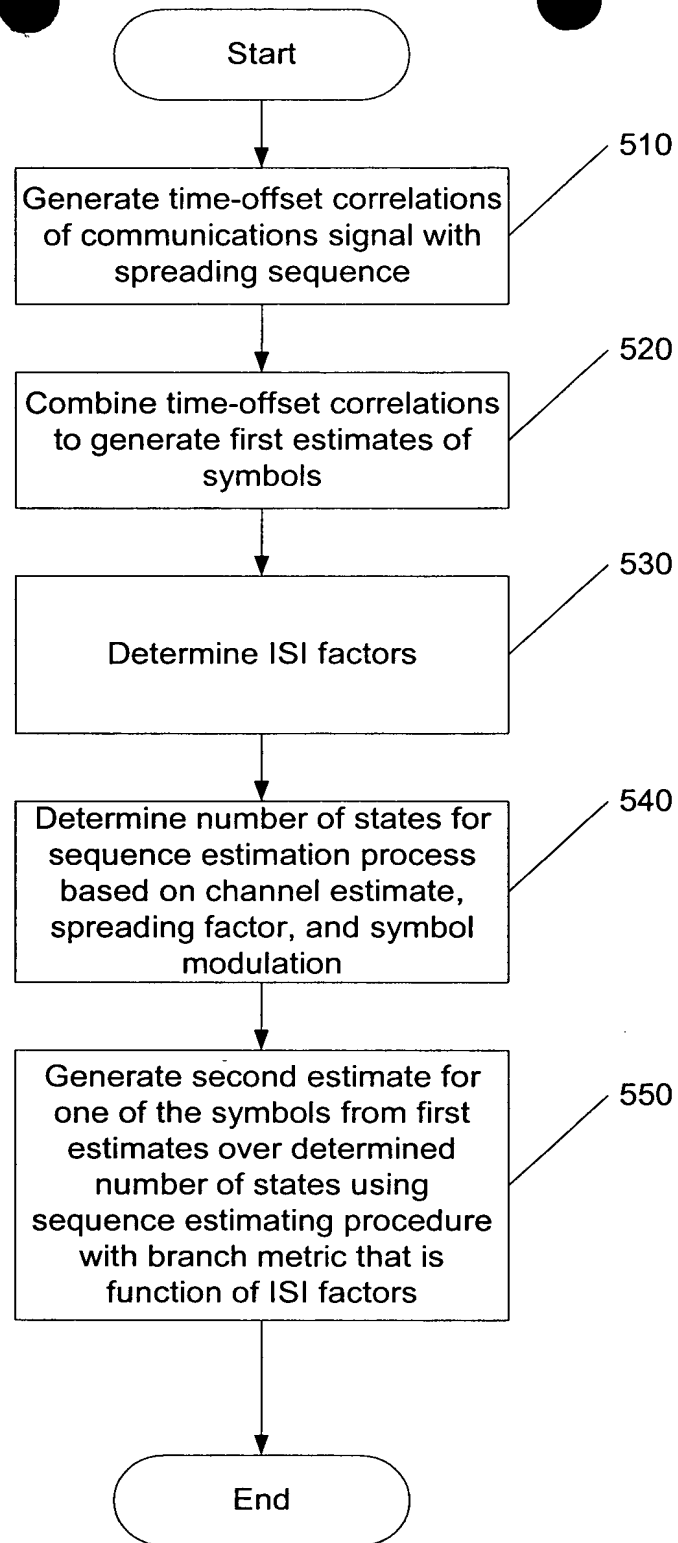 Start
510
Generate time-offset correlations
of communications signal with
spreading sequence
520
Combine time-offset correlations
to generate first estimates of
symbols
530
Determine ISI factors
540
Determine number of states for
sequence estimation process
based on channel estimate,
spreading factor, and symbol
modulation
550
Generate second estimate for
one of the symbols from first
estimates over determined
number of states using
sequence estimating procedure
with branch metric that is
function of ISI factors
End